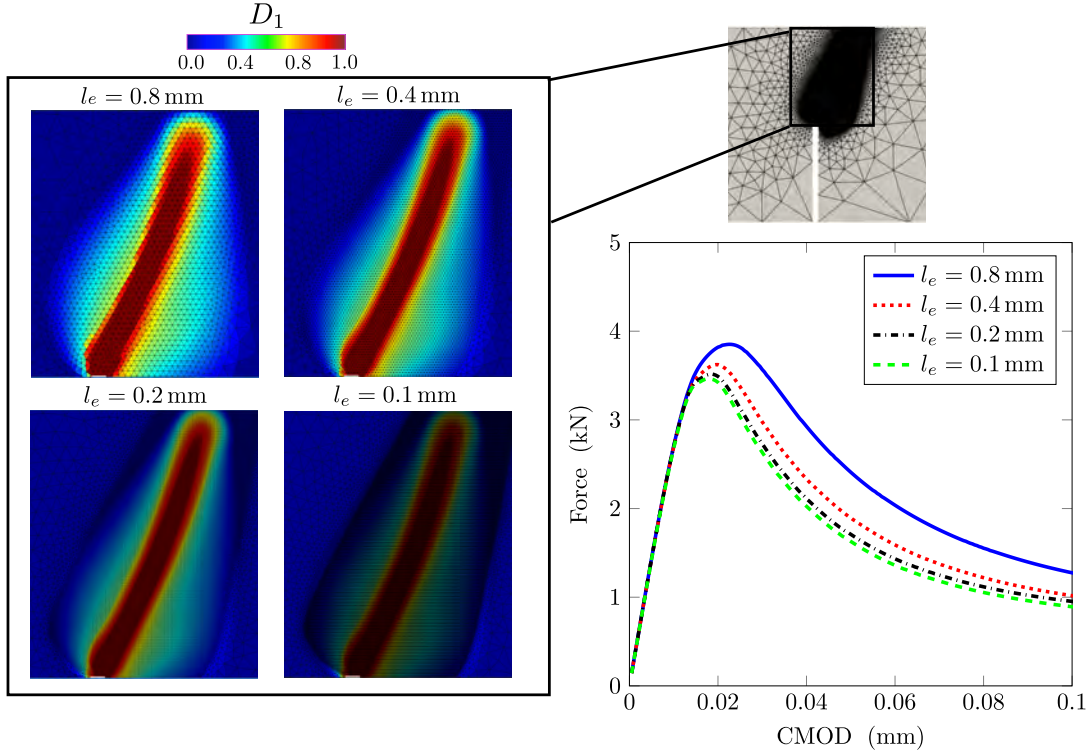 D₁
0.0 0.4 0.8 1.0
lₑ = 0.8 mm
lₑ = 0.4 mm
lₑ = 0.2 mm
lₑ = 0.1 mm
5
4
3
2
1
0
Force (kN)
lₑ = 0.8 mm
lₑ = 0.4 mm
lₑ = 0.2 mm
lₑ = 0.1 mm
0 0.02 0.04 0.06 0.08 0.1
CMOD (mm)